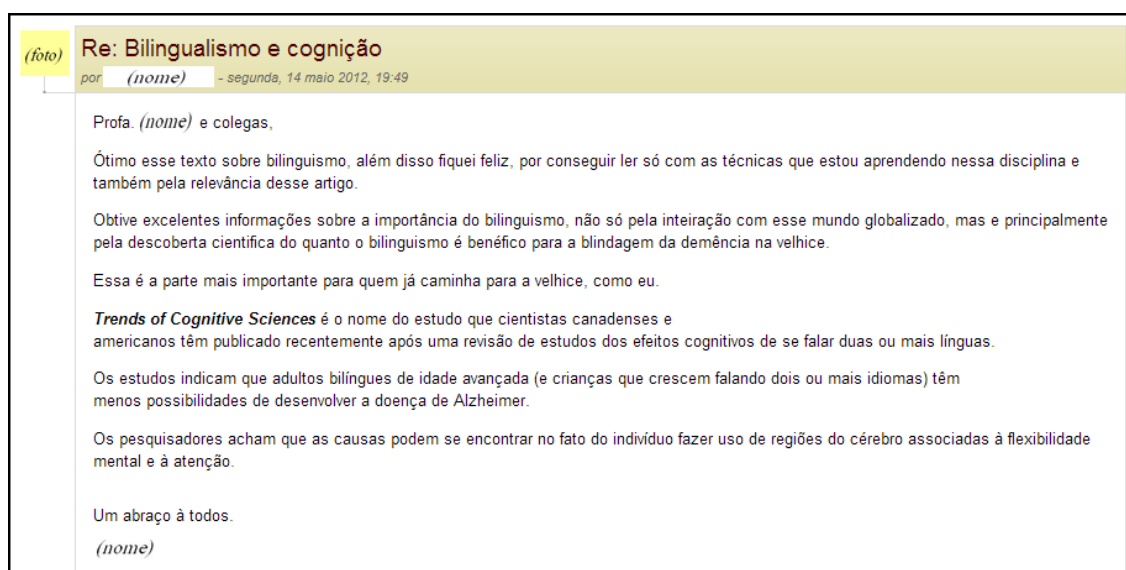 (foto)
Re: Bilingualismo e cognição
por (nome) - segunda, 14 maio 2012, 19:49
Profa. (nome) e colegas,
Ótimo esse texto sobre bilinguismo, além disso fiquei feliz, por conseguir ler só com as técnicas que estou aprendendo nessa disciplina e
também pela relevância desse artigo.
Obtive excelentes informações sobre a importância do bilinguismo, não só pela inteiração com esse mundo globalizado, mas e principalmente
pela descoberta cientifica do quanto o bilinguismo é benéfico para a blindagem da demência na velhice.
Essa é a parte mais importante para quem já caminha para a velhice, como eu.
Trends of Cognitive Sciences é o nome do estudo que cientistas canadenses e
americanos têm publicado recentemente após uma revisão de estudos dos efeitos cognitivos de se falar duas ou mais línguas.
Os estudos indicam que adultos bilíngues de idade avançada (e crianças que crescem falando dois ou mais idiomas) têm
menos possibilidades de desenvolver a doença de Alzheimer.
Os pesquisadores acham que as causas podem se encontrar no fato do indivíduo fazer uso de regiões do cérebro associadas à flexibilidade
mental e à atenção.
Um abraço à todos.
(nome)